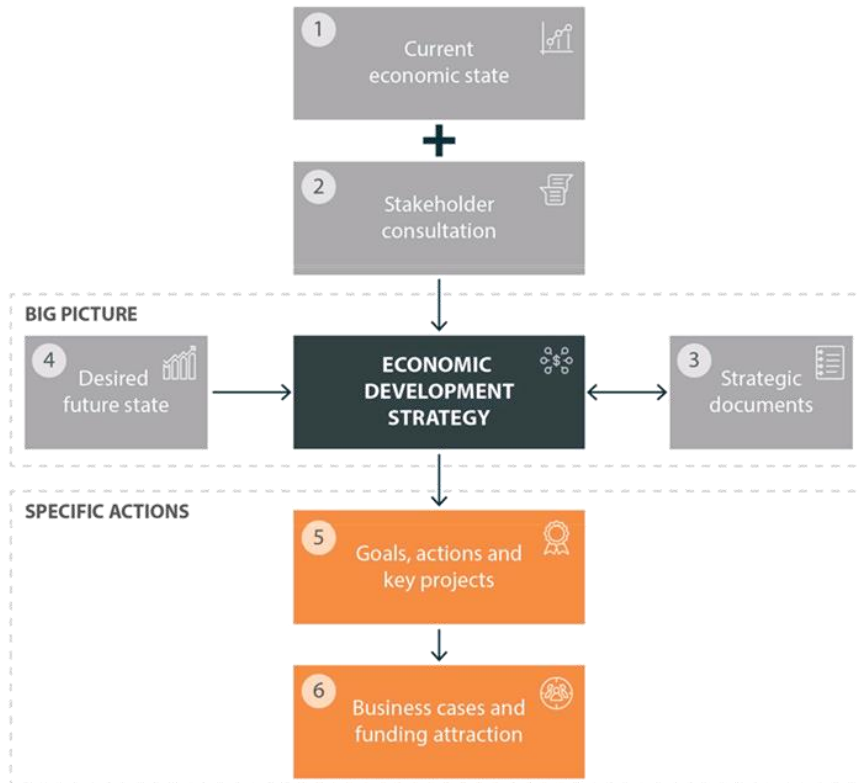 1
Current
economic state
+
2
Stakeholder
consultation
BIG PICTURE
4
Desired
future state
ECONOMIC
DEVELOPMENT
STRATEGY
$
3
Strategic
documents
SPECIFIC ACTIONS
5
Goals, actions and
key projects
6
Business cases and
funding attraction